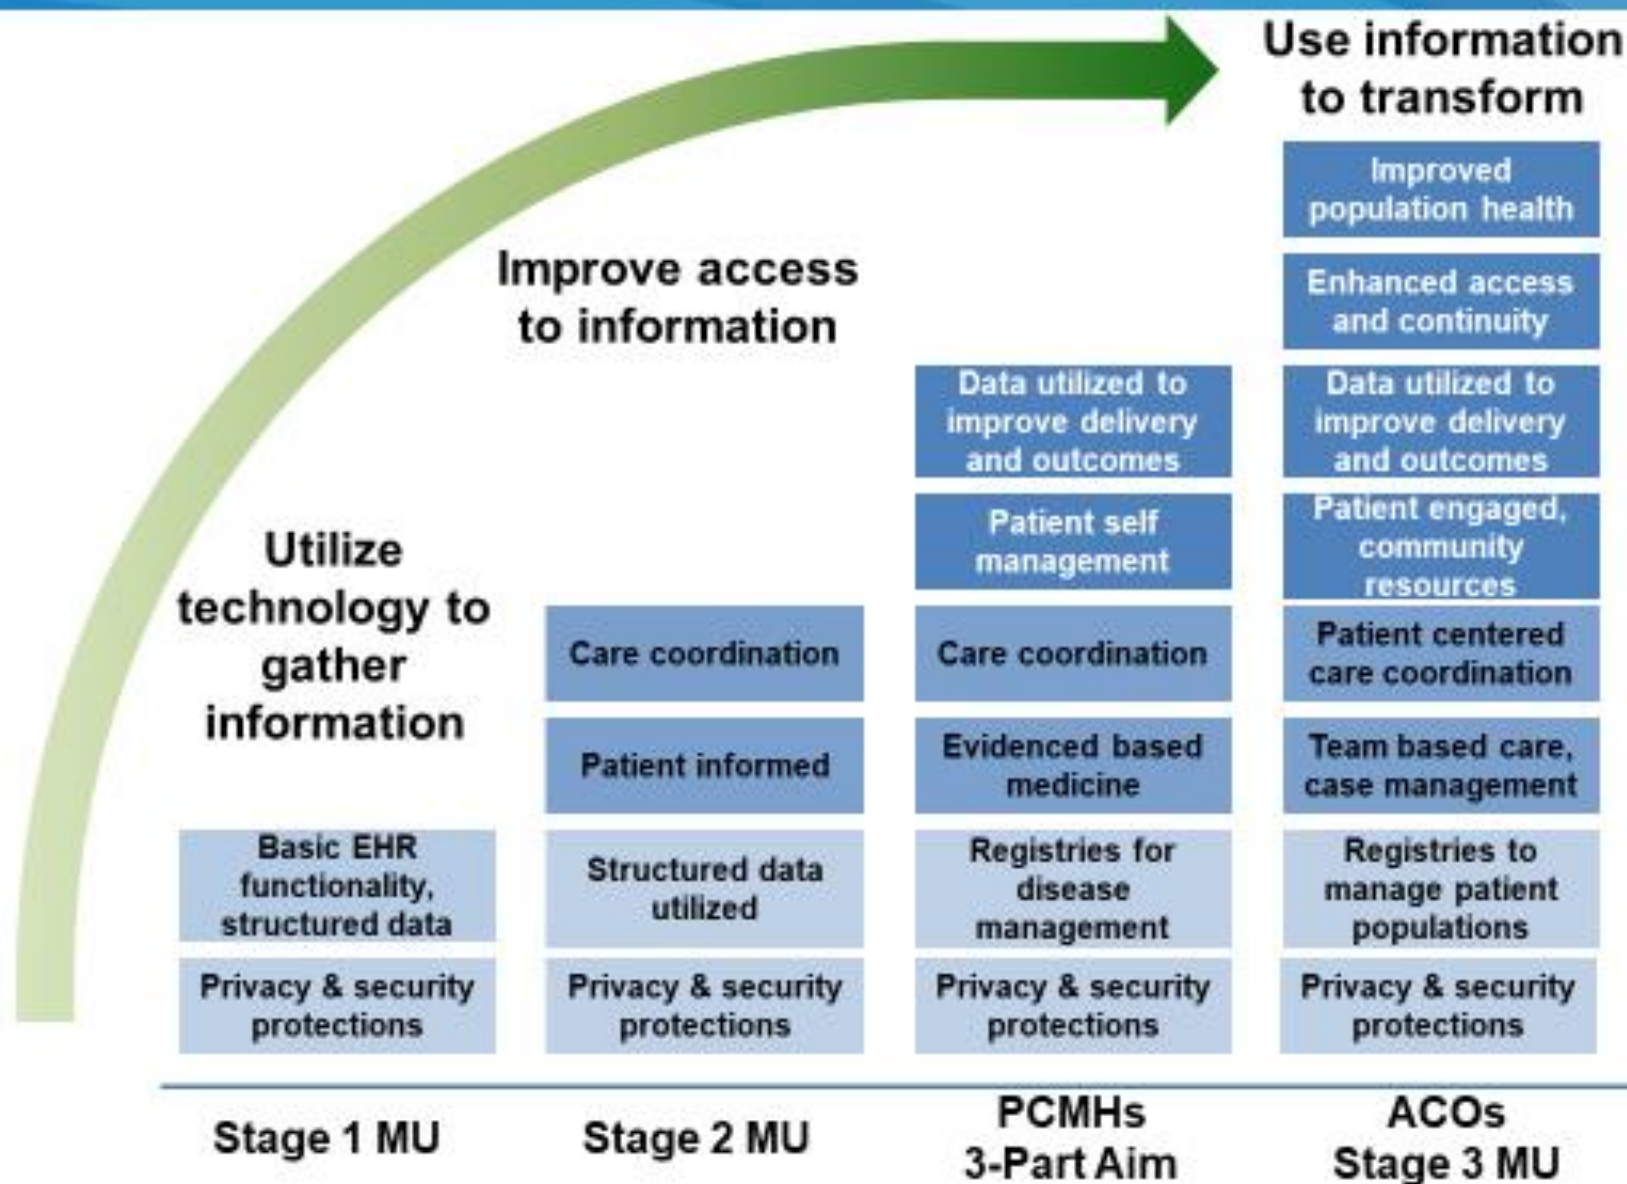 Use information
to transform
Improve access
to information
Utilize
technology to
gather
information
Basic EHR
functionality,
structured data
Privacy & security
protections
Stage 1 MU
Care coordination
Patient informed
Structured data
utilized
Privacy & security
protections
Stage 2 MU
Data utilized to
improve delivery
and outcomes
Patient self
management
Care coordination
Evidenced based
medicine
Registries for
disease
management
Privacy & security
protections
PCMHs
3-Part Aim
Improved
population health
Enhanced access
and continuity
Data utilized to
improve delivery
and outcomes
Patient engaged,
community
resources
Patient centered
care coordination
Team based care,
case management
Registries to
manage patient
populations
Privacy & security
protections
ACOs
Stage 3 MU